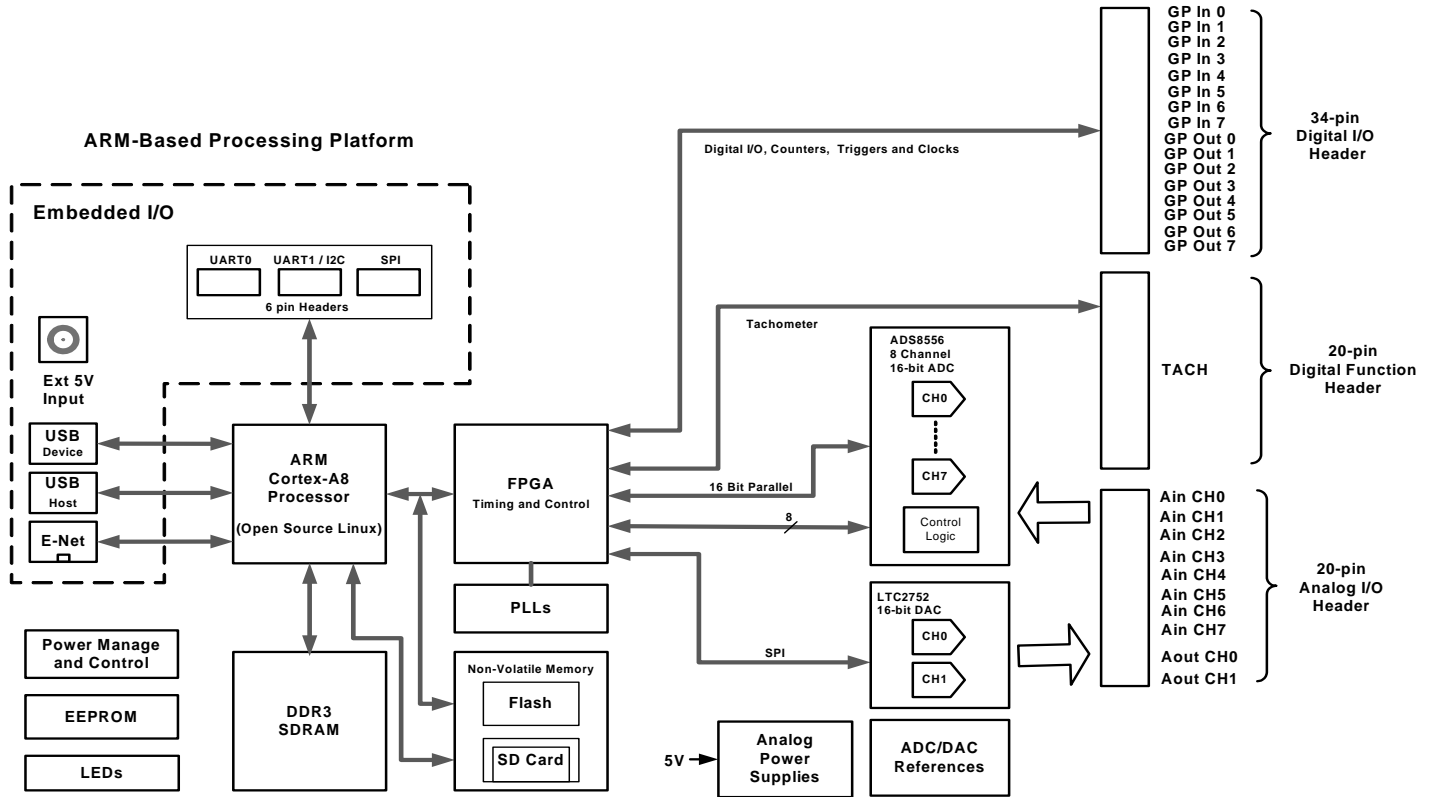 ARM-Based Processing Platform
Embedded I/O
UART0
UART1 / I2C
SPI
6 pin Headers
Ext 5V
Input
USB
Device
USB
Host
E-Net
ARM
Cortex-A8
Processor
(Open Source Linux)
Power Manage
and Control
EEPROM
LEDs
DDR3
SDRAM
FPGA
Timing and Control
PLLs
Non-Volatile Memory
Flash
SD Card
Digital I/O, Counters, Triggers and Clocks
Tachometer
16 Bit Parallel
8
SPI
ADS8556
8 Channel
16-bit ADC
CH0
CH7
Control
Logic
LTC2752
16-bit DAC
CH0
CH1
5V
Analog
Power
Supplies
ADC/DAC
References
GP In 0
GP In 1
GP In 2
GP In 3
GP In 4
GP In 5
GP In 6
GP In 7
GP Out 0
GP Out 1
GP Out 2
GP Out 3
GP Out 4
GP Out 5
GP Out 6
GP Out 7
34-pin
Digital I/O
Header
TACH
20-pin
Digital Function
Header
Ain CH0
Ain CH1
Ain CH2
Ain CH3
Ain CH4
Ain CH5
Ain CH6
Ain CH7
Aout CH0
Aout CH1
20-pin
Analog I/O
Header